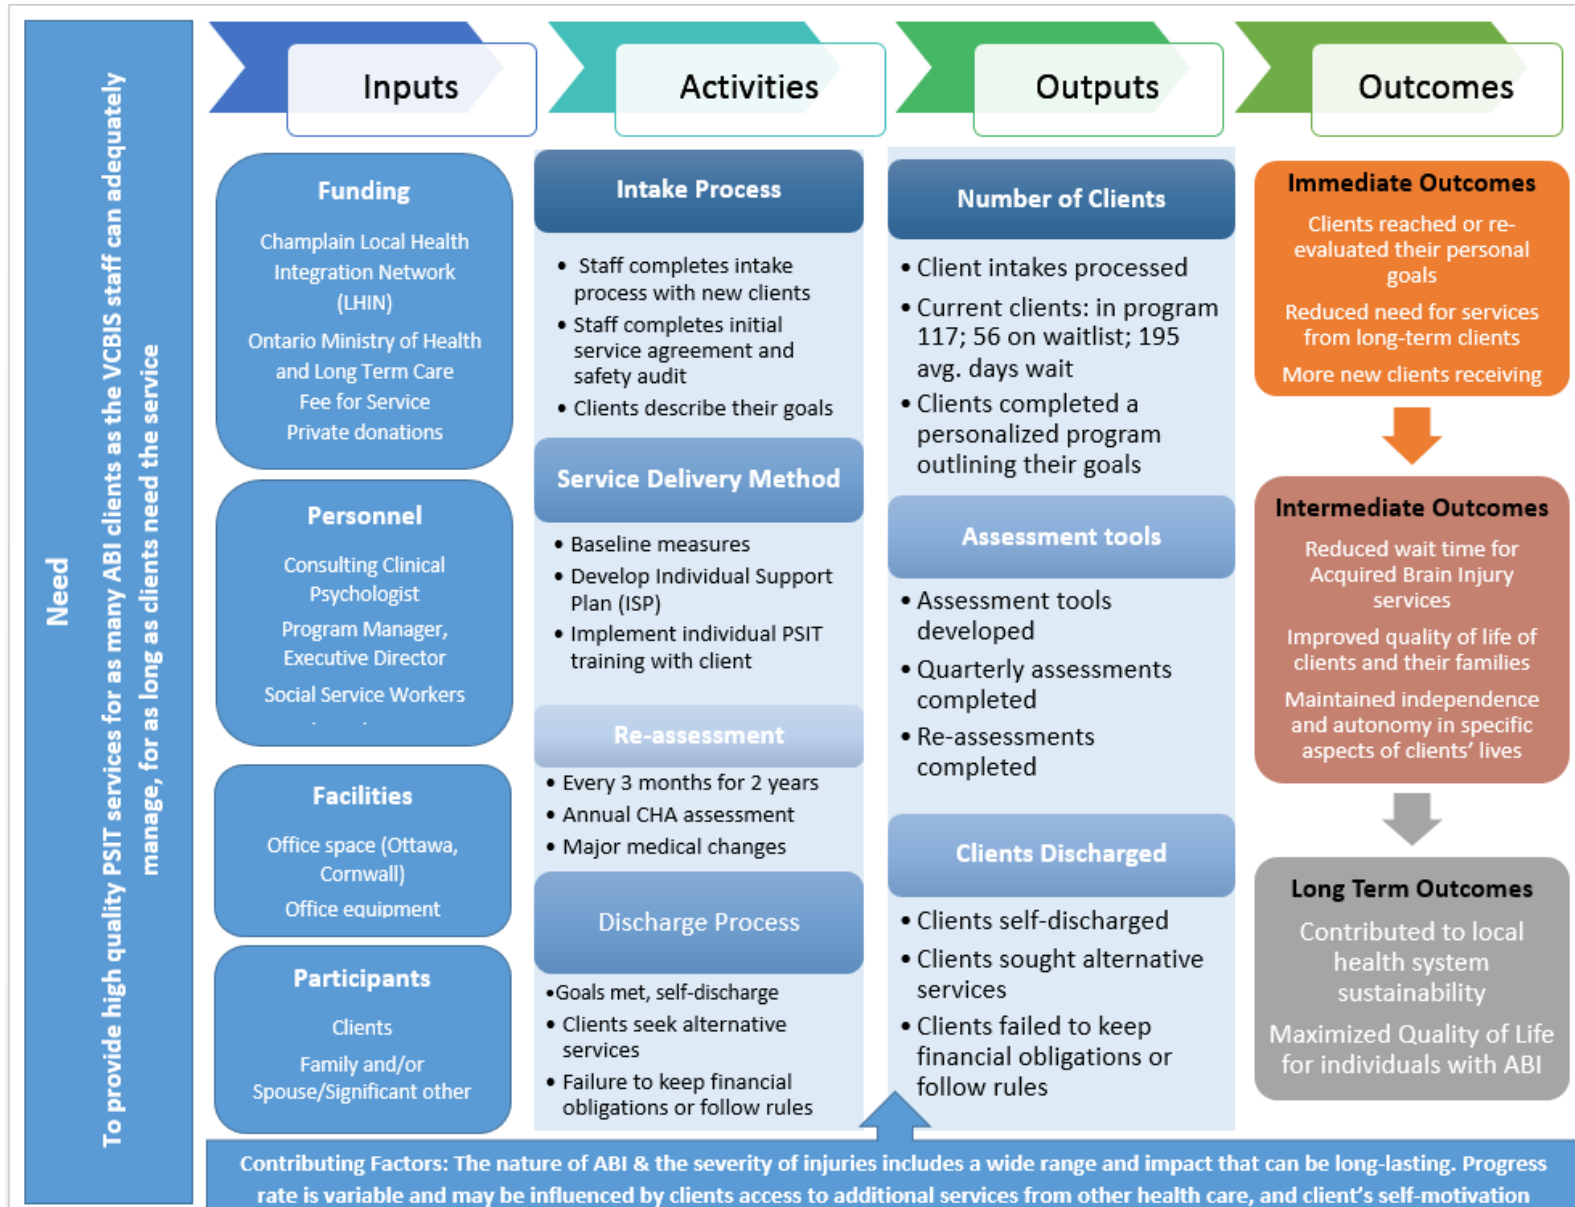 Need
To provide high quality PSIT services for as many ABI clients as the VCBIS staff can adequately
manage, for as long as clients need the service
Inputs
Activities
Outputs
Outcomes
Funding
Champlain Local Health
Integration Network
(LHIN)
Ontario Ministry of Health
and Long Term Care
Fee for Service
Private donations
Personnel
Consulting Clinical
Psychologist
Program Manager,
Executive Director
Social Service Workers
Facilities
Office space (Ottawa,
Cornwall)
Office equipment
Participants
Clients
Family and/or
Spouse/Significant other
Intake Process
• Staff completes intake
process with new clients
• Staff completes initial
service agreement and
safety audit
• Clients describe their goals
Service Delivery Method
• Baseline measures
• Develop Individual Support
Plan (ISP)
• Implement individual PSIT
training with client
Re-assessment
• Every 3 months for 2 years
• Annual CHA assessment
• Major medical changes
Discharge Process
•Goals met, self-discharge
• Clients seek alternative
services
• Failure to keep financial
obligations or follow rules
Number of Clients
• Client intakes processed
• Current clients: in program
117; 56 on waitlist; 195
avg. days wait
• Clients completed a
personalized program
outlining their goals
Assessment tools
• Assessment tools
developed
• Quarterly assessments
completed
• Re-assessments
completed
Clients Discharged
• Clients self-discharged
• Clients sought alternative
services
• Clients failed to keep
financial obligations or
follow rules
Immediate Outcomes
Clients reached or re-
evaluated their personal
goals
Reduced need for services
from long-term clients
More new clients receiving
Intermediate Outcomes
Reduced wait time for
Acquired Brain Injury
services
Improved quality of life of
clients and their families
Maintained independence
and autonomy in specific
aspects of clients' lives
Long Term Outcomes
Contributed to local
health system
sustainability
Maximized Quality of Life
for individuals with ABI
Contributing Factors: The nature of ABI & the severity of injuries includes a wide range and impact that can be long-lasting. Progress
rate is variable and may be influenced by clients access to additional services from other health care, and client's self-motivation